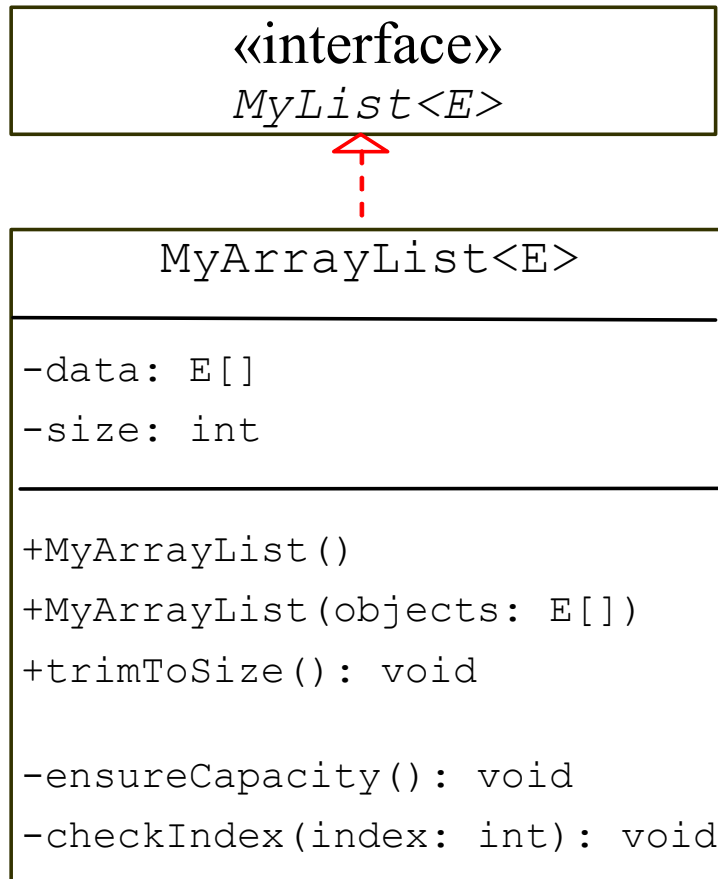 «interface»
MyList<E>
MyArrayList<E>
-data: E[]
-size: int
+MyArrayList()
+MyArrayList(objects: E[])
+trimToSize(): void
-ensureCapacity(): void
-checkIndex(index: int): void